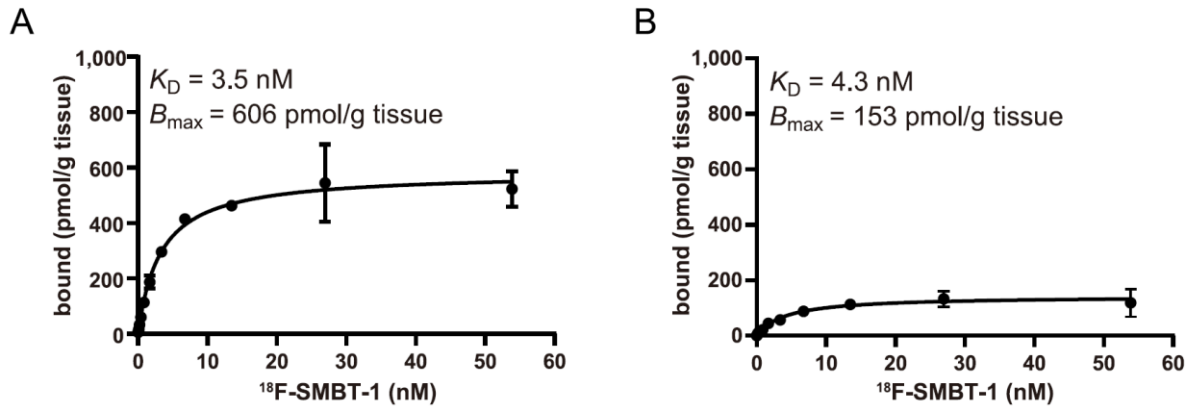 A
bound (pmol/g tissue)
1,000
800
600
400
200
0
K_D = 3.5 nM
B_max = 606 pmol/g tissue
0 10 20 30 40 50 60
¹⁸F-SMBT-1 (nM)
B
bound (pmol/g tissue)
1,000
800
600
400
200
0
K_D = 4.3 nM
B_max = 153 pmol/g tissue
0 10 20 30 40 50 60
¹⁸F-SMBT-1 (nM)